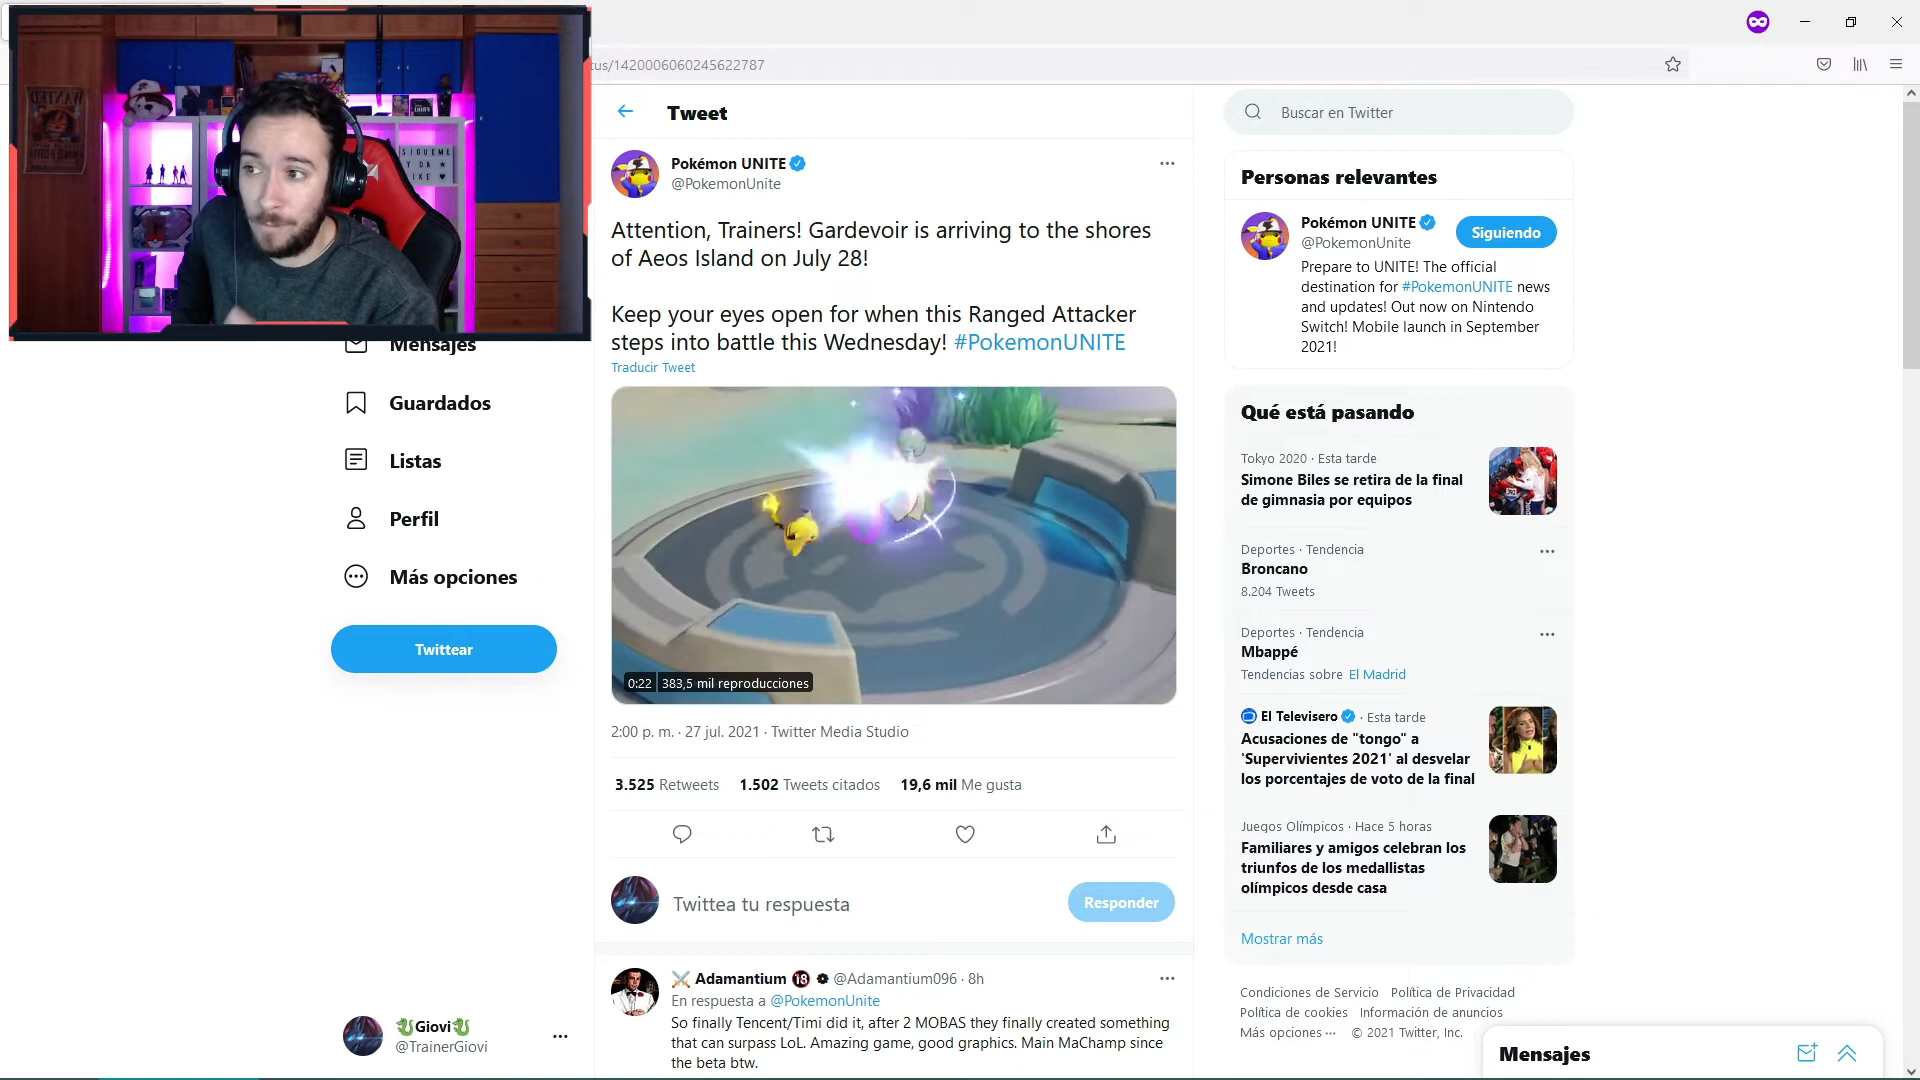 WANTED
SIGUEME
Y DA
tus/1420006060245622787
Tweet
Pokémon UNITE
@PokemonUnite
Attention, Trainers! Gardevoir is arriving to the shores
of Aeos Island on July 28!
Keep your eyes open for when this Ranged Attacker
steps into battle this Wednesday! #PokemonUNITE
Traducir Tweet
0:22 383,5 mil reproducciones
2:00 p. m. · 27 jul. 2021 · Twitter Media Studio
3.525 Retweets 1.502 Tweets citados 19,6 mil Me gusta
Twittea tu respuesta
Responder
Adamantium 18 @Adamantium096 · 8h
En respuesta a @PokemonUnite
So finally Tencent/Timi did it, after 2 MOBAS they finally created something
that can surpass LoL. Amazing game, good graphics. Main MaChamp since
the beta btw.
Mensajes
Guardados
Listas
Perfil
Más opciones
Twittear
Giovi
@TrainerGiovi
Buscar en Twitter
Personas relevantes
Pokémon UNITE
@PokemonUnite
Siguiendo
Prepare to UNITE! The official
destination for #PokemonUNITE news
and updates! Out now on Nintendo
Switch! Mobile launch in September
2021!
Qué está pasando
Tokyo 2020 · Esta tarde
Simone Biles se retira de la final
de gimnasia por equipos
Deportes · Tendencia
Broncano
8.204 Tweets
Deportes · Tendencia
Mbappé
Tendencias sobre El Madrid
El Televisero · Esta tarde
Acusaciones de "tongo" a
'Supervivientes 2021' al desvelar
los porcentajes de voto de la final
Juegos Olímpicos · Hace 5 horas
Familiares y amigos celebran los
triunfos de los medallistas
olímpicos desde casa
Mostrar más
Condiciones de Servicio Política de Privacidad
Política de cookies Información de anuncios
Más opciones ··· © 2021 Twitter, Inc.
Mensajes